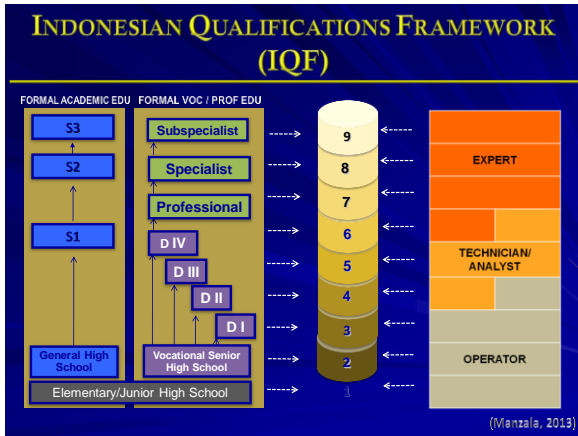 INDONESIAN QUALIFICATIONS FRAMEWORK
(IQF)
FORMAL ACADEMIC EDU
FORMAL VOC / PROF EDU
S3
S2
S1
General High
School
Subspecialist
Specialist
Professional
D IV
D III
D II
D I
Vocational Senior
High School
Elementary/Junior High School
9
8
7
6
5
4
3
2
1
EXPERT
TECHNICIAN/
ANALYST
OPERATOR
(Manzala, 2013)